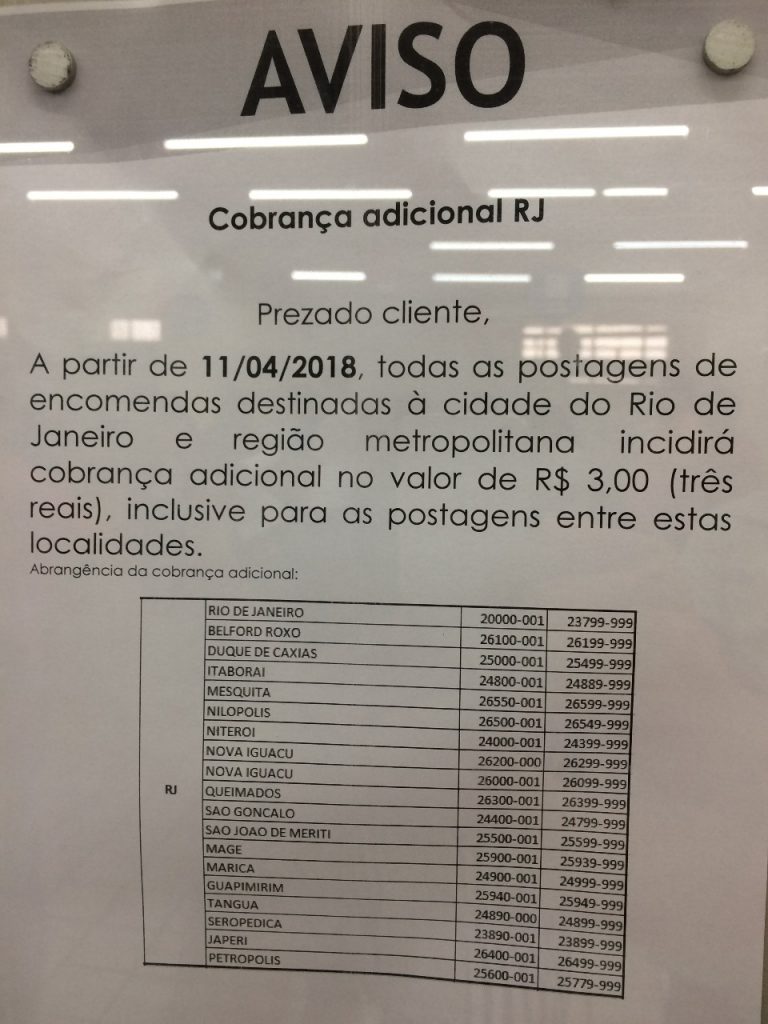 AVISO
Cobrança adicional RJ
Prezado cliente,
A partir de 11/04/2018, todas as postagens de
encomendas destinadas à cidade do Rio de
Janeiro e região metropolitana incidirá
cobrança adicional no valor de R$ 3,00 (três
reais), inclusive para as postagens entre estas
localidades.
Abrangência da cobrança adicional:
RJ
RIO DE JANEIRO 20000-001 23799-999
BELFORD ROXO 26100-001 26199-999
DUQUE DE CAXIAS 25000-001 25499-999
ITABORAI 24800-001 24889-999
MESQUITA 26550-001 26599-999
NILOPOLIS 26500-001 26549-999
NITEROI 24000-001 24399-999
NOVA IGUACU 26200-000 26299-999
NOVA IGUACU 26000-001 26099-999
QUEIMADOS 26300-001 26399-999
SAO GONCALO 24400-001 24799-999
SAO JOAO DE MERITI 25500-001 25599-999
MAGE 25900-001 25939-999
MARICA 24900-001 24999-999
GUAPIMIRIM 25940-001 25949-999
TANGUA 24890-000 24899-999
SEROPEDICA 23890-001 23899-999
JAPERI 26400-001 26499-999
PETROPOLIS 25600-001 25779-999